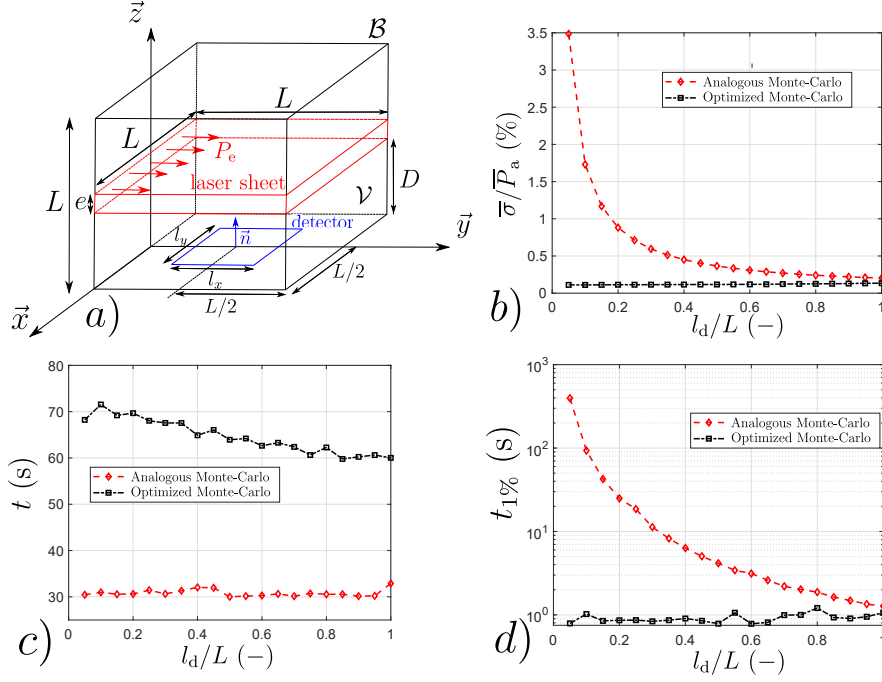 z⃗
B
L
L
P_e
laser sheet
L
e
D
V
detector
n⃗
y⃗
l_y
l_x
L/2
L/2
x⃗
a)
3.5
3
2.5
2
1.5
1
0.5
0
0 0.2 0.4 0.6 0.8 1
σ̅/P̅_a (%)
Analogous Monte-Carlo
Optimized Monte-Carlo
l_d/L (−)
b)
80
70
60
50
40
30
0 0.2 0.4 0.6 0.8 1
t (s)
Analogous Monte-Carlo
Optimized Monte-Carlo
l_d/L (−)
c)
10^3
10^2
10^1
10^0
0 0.2 0.4 0.6 0.8 1
t_1% (s)
Analogous Monte-Carlo
Optimized Monte-Carlo
l_d/L (−)
d)